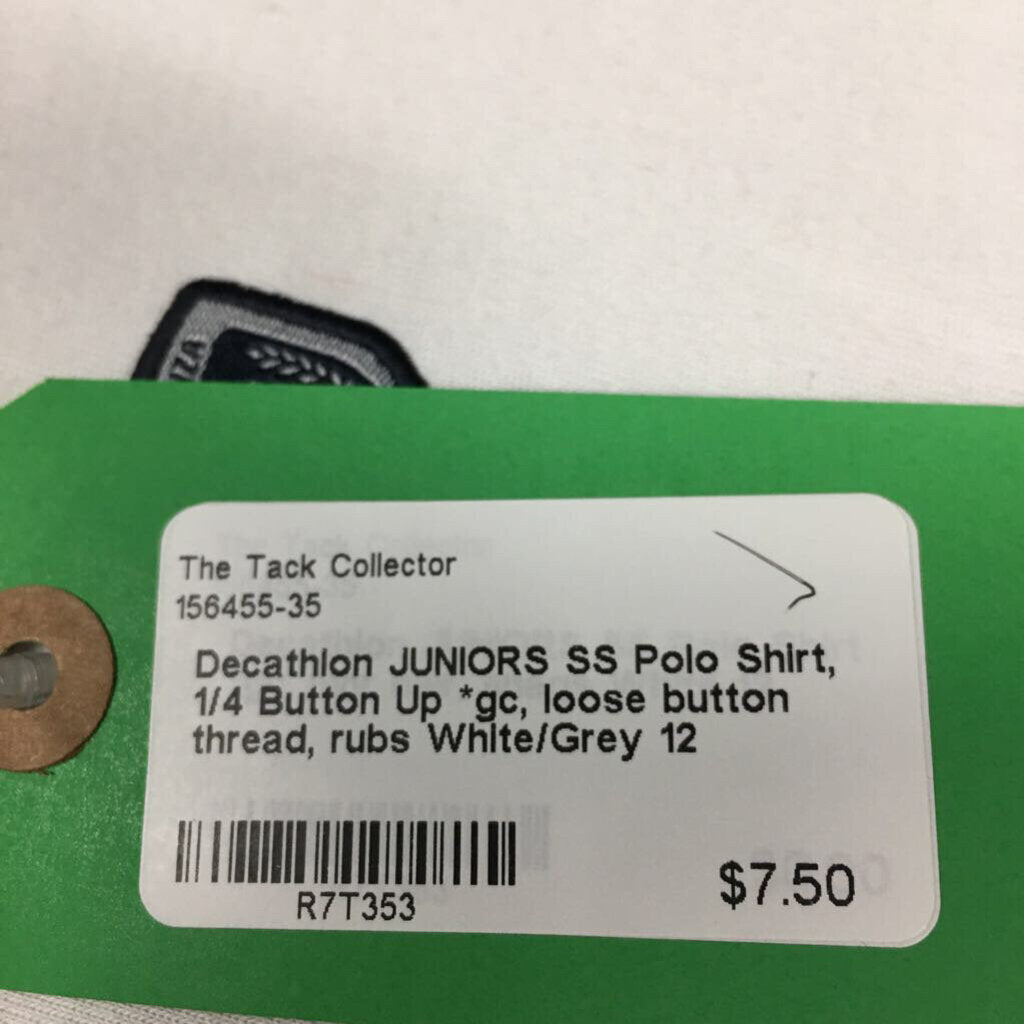 The Tack Collector
156455-35
Decathlon JUNIORS SS Polo Shirt,
1/4 Button Up *gc, loose button
thread, rubs White/Grey 12
R7T353
$7.50